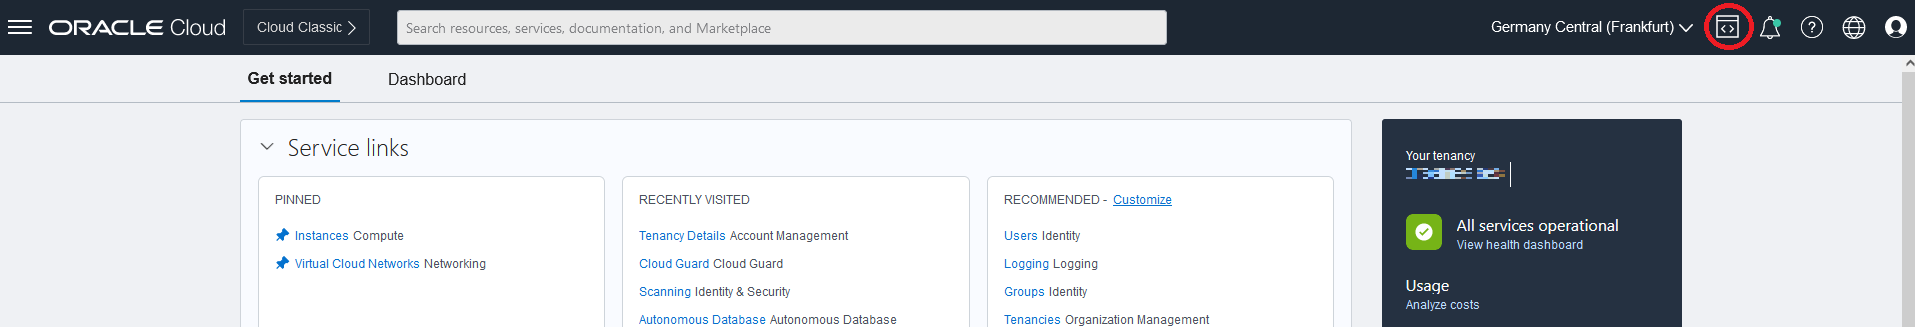 ORACLE Cloud
Cloud Classic
Search resources, services, documentation, and Marketplace
Germany Central (Frankfurt)
Get started
Dashboard
Service links
PINNED
Instances Compute
Virtual Cloud Networks Networking
RECENTLY VISITED
Tenancy Details Account Management
Cloud Guard Cloud Guard
Scanning Identity & Security
Autonomous Database Autonomous Database
RECOMMENDED - Customize
Users Identity
Logging Logging
Groups Identity
Tenancies Organization Management
Your tenancy
All services operational
View health dashboard
Usage
Analyze costs